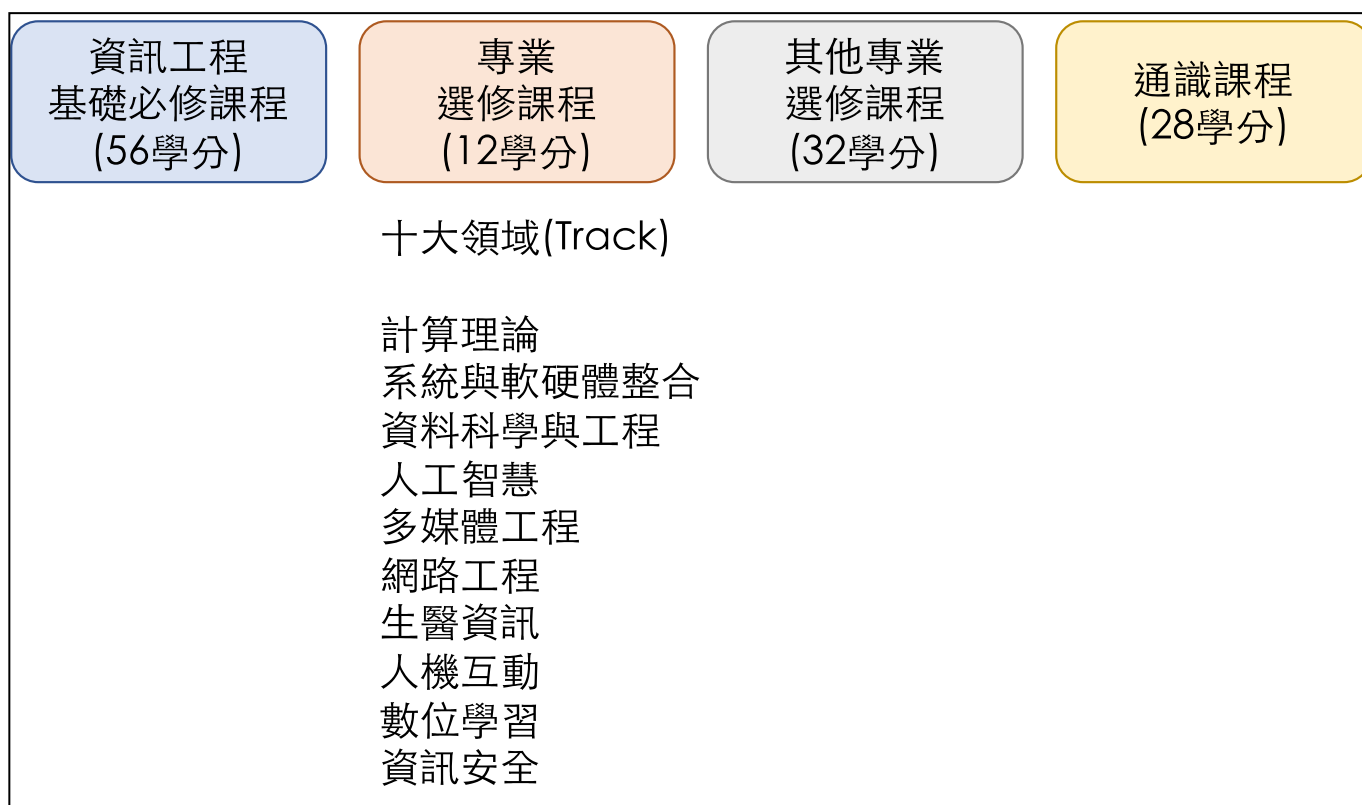 資訊工程
基礎必修課程
(56學分)
專業
選修課程
(12學分)
其他專業
選修課程
(32學分)
通識課程
(28學分)
十大領域(Track)
計算理論
系統與軟硬體整合
資料科學與工程
人工智慧
多媒體工程
網路工程
生醫資訊
人機互動
數位學習
資訊安全